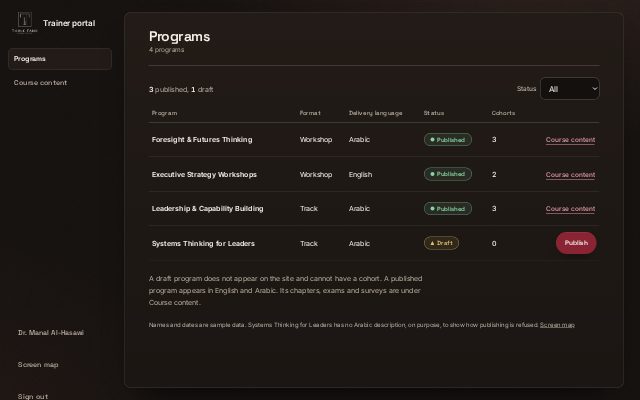 Trainer portal
Programs
Course content
Dr. Manal Al-Hasawi
Screen map
Sign out
Programs
4 programs
3 published, 1 draft
Status All
Program Format Delivery language Status Cohorts
Foresight & Futures Thinking Workshop Arabic Published 3 Course content
Executive Strategy Workshops Workshop English Published 2 Course content
Leadership & Capability Building Track Arabic Published 3 Course content
Systems Thinking for Leaders Track Arabic Draft 0 Publish
A draft program does not appear on the site and cannot have a cohort. A published
program appears in English and Arabic. Its chapters, exams and surveys are under
Course content.
Names and dates are sample data. Systems Thinking for Leaders has no Arabic description, on purpose, to show how publishing is refused. Screen map